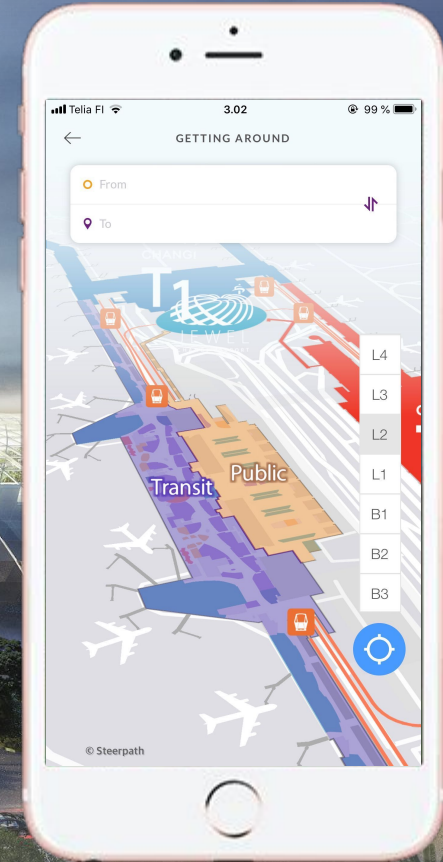 Telia FI 3.02 99 %
GETTING AROUND
From
To
CHANGI
T1
JEWEL
L4
L3
L2
L1
B1
B2
B3
Transit
Public
© Steerpath